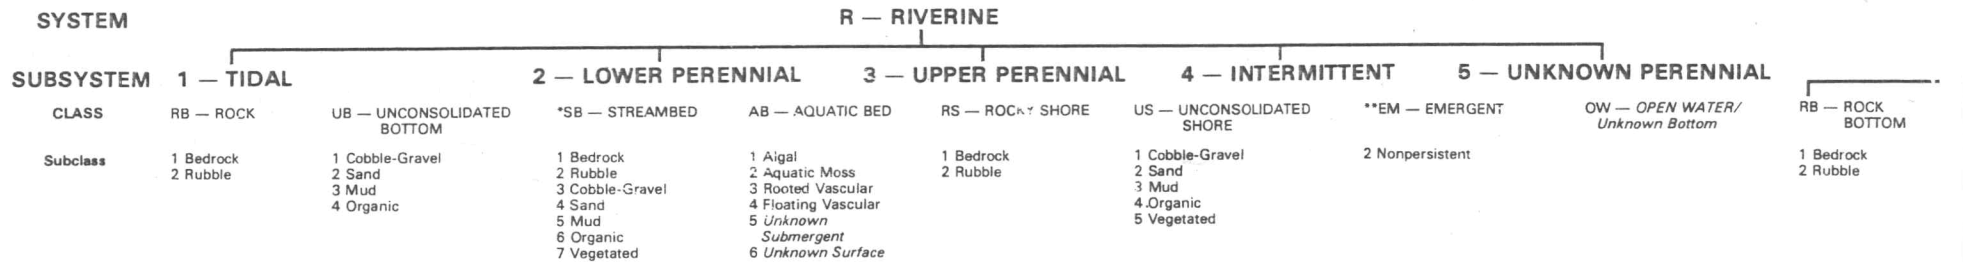 SYSTEM
R — RIVERINE
SUBSYSTEM 1 — TIDAL 2 — LOWER PERENNIAL 3 — UPPER PERENNIAL 4 — INTERMITTENT 5 — UNKNOWN PERENNIAL
CLASS
RB — ROCK
UB — UNCONSOLIDATED
BOTTOM
*SB — STREAMBED
AB — AQUATIC BED
RS — ROCKY SHORE
US — UNCONSOLIDATED
SHORE
**EM — EMERGENT
OW — OPEN WATER/
Unknown Bottom
RB — ROCK
BOTTOM
Subclass
1 Bedrock
2 Rubble
1 Cobble-Gravel
2 Sand
3 Mud
4 Organic
1 Bedrock
2 Rubble
3 Cobble-Gravel
4 Sand
5 Mud
6 Organic
7 Vegetated
1 Algal
2 Aquatic Moss
3 Rooted Vascular
4 Floating Vascular
5 Unknown
Submergent
6 Unknown Surface
1 Bedrock
2 Rubble
1 Cobble-Gravel
2 Sand
3 Mud
4 Organic
5 Vegetated
2 Nonpersistent
1 Bedrock
2 Rubble